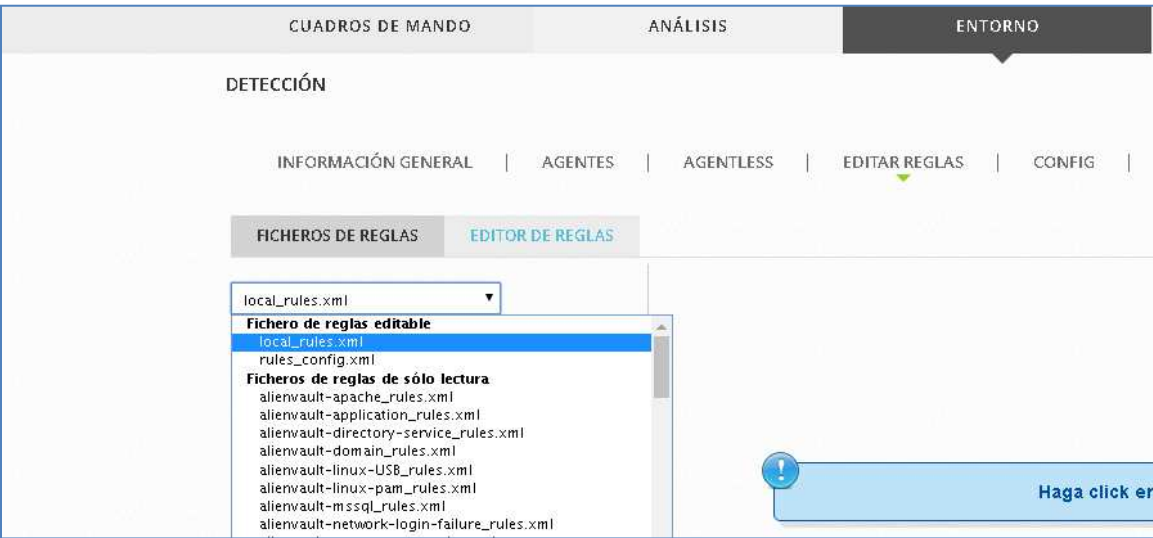 CUADROS DE MANDO ANÁLISIS ENTORNO
DETECCIÓN
INFORMACIÓN GENERAL | AGENTES | AGENTLESS | EDITAR REGLAS | CONFIG |
FICHEROS DE REGLAS EDITOR DE REGLAS
local_rules.xml
Fichero de reglas editable
local_rules.xml
rules_config.xml
Ficheros de reglas de sólo lectura
alienvault-apache_rules.xml
alienvault-application_rules.xml
alienvault-directory-service_rules.xml
alienvault-domain_rules.xml
alienvault-linux-USB_rules.xml
alienvault-linux-pam_rules.xml
alienvault-mssql_rules.xml
alienvault-network-login-failure_rules.xml
Haga click en